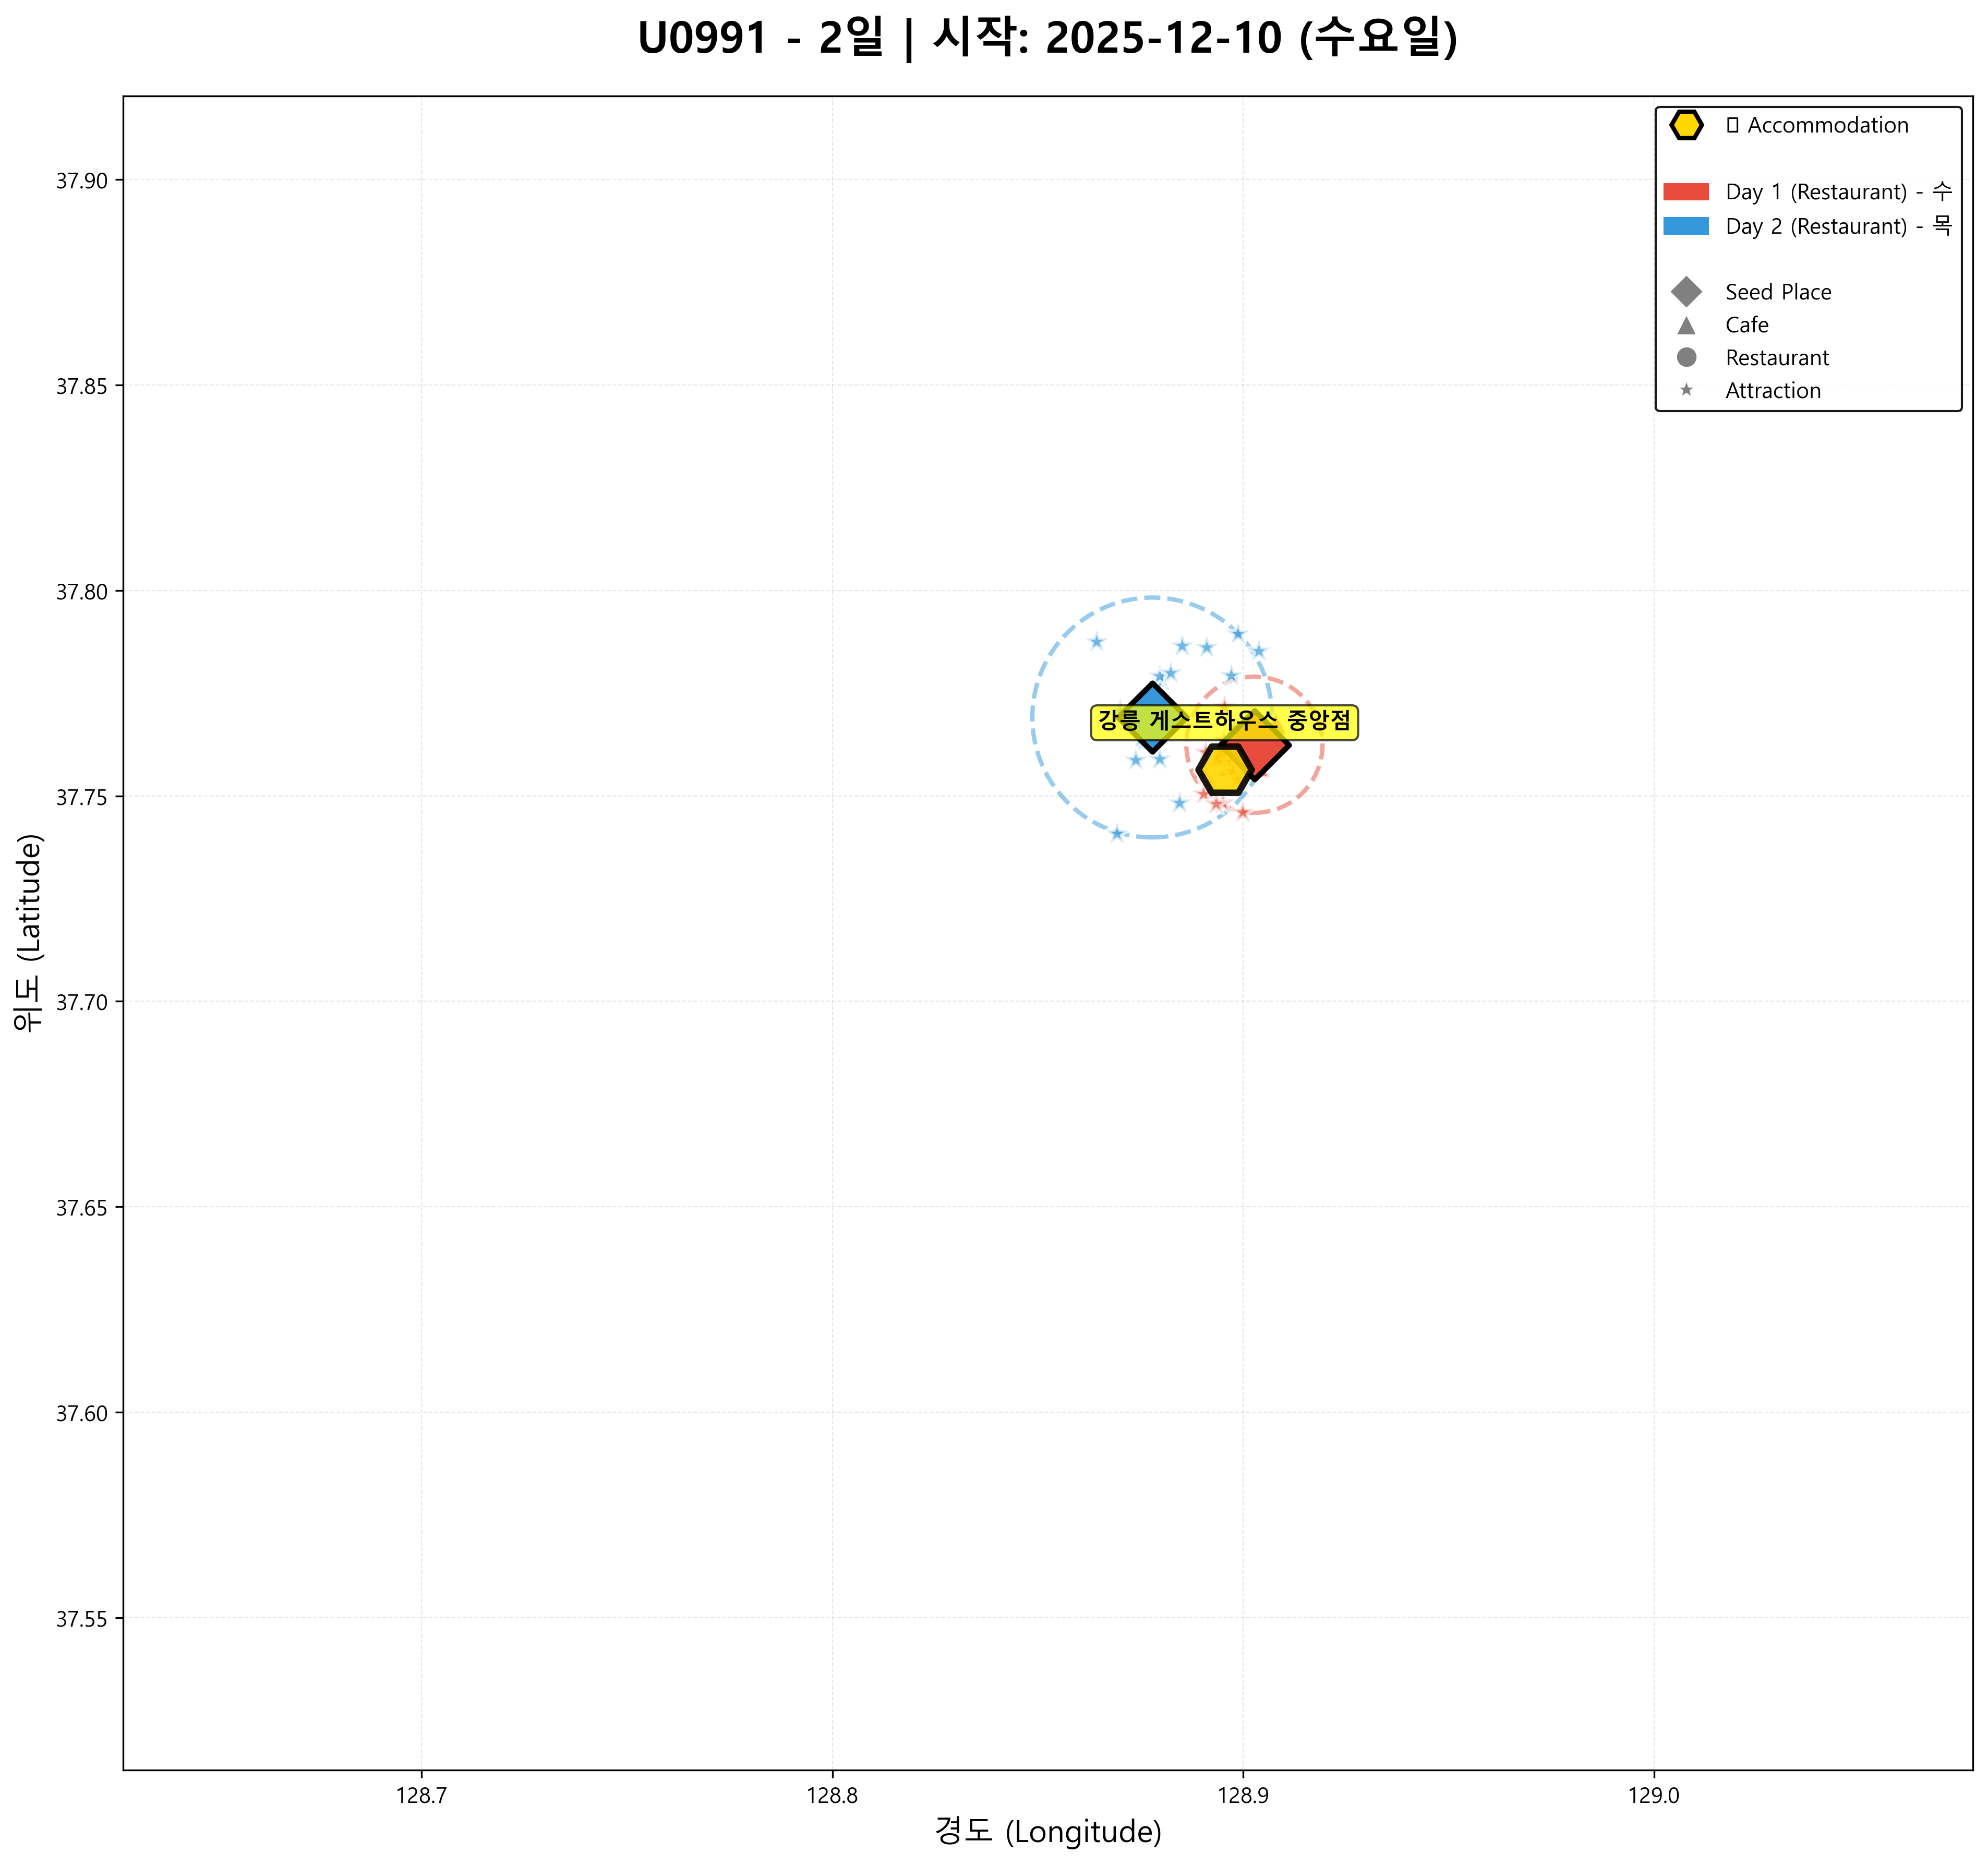 U0991 - 2일 | 시작: 2025-12-10 (수요일)
Accommodation
Day 1 (Restaurant) - 수
Day 2 (Restaurant) - 목
Seed Place
Cafe
Restaurant
Attraction
37.90
37.85
37.80
37.75
37.70
37.65
37.60
37.55
강릉 게스트하우스 중앙점
위도 (Latitude)
128.7
128.8
128.9
129.0
경도 (Longitude)